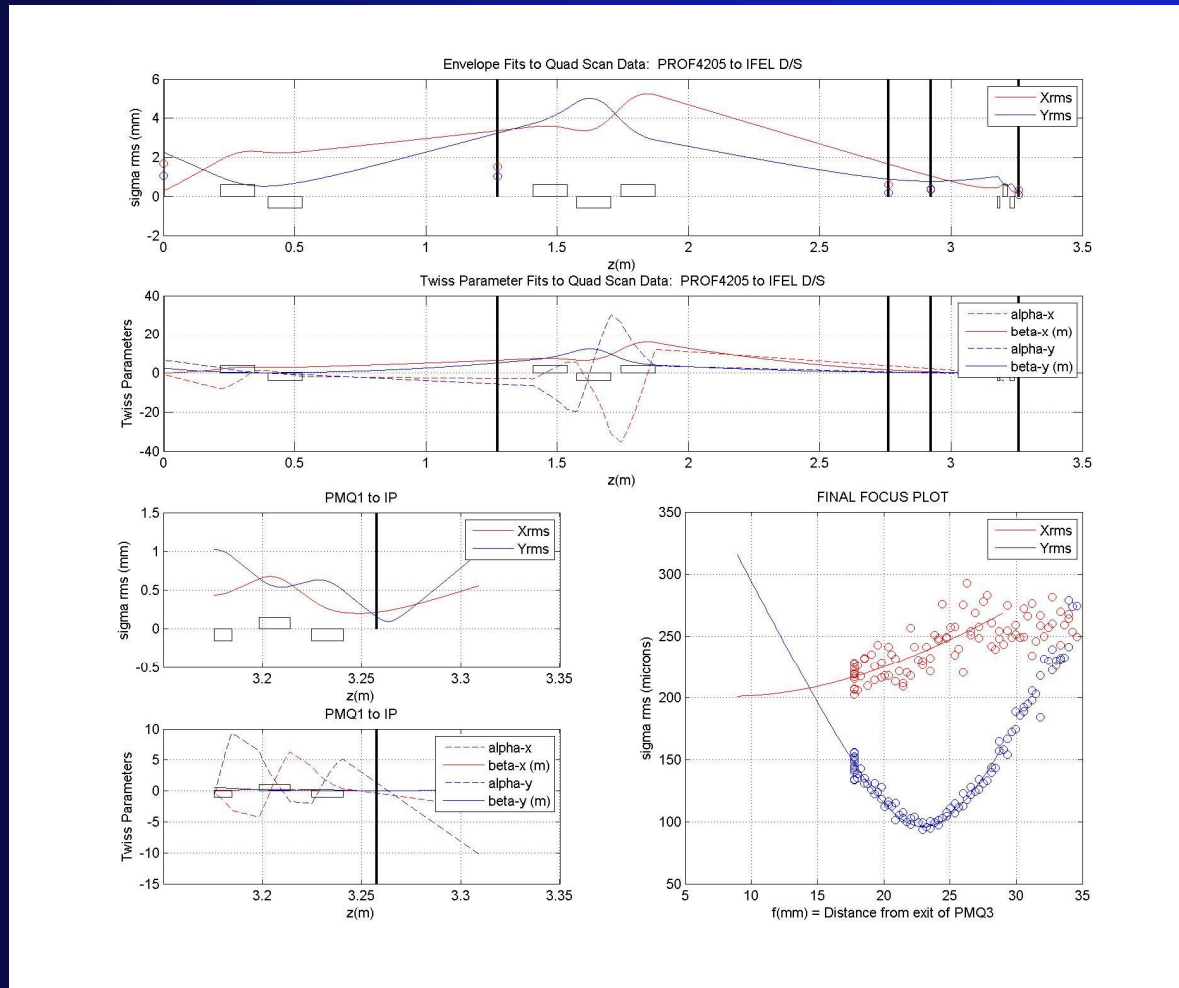 Envelope Fits to Quad Scan Data: PROF4205 to IFEL D/S
sigma rms (mm)
6
4
2
0
-2
Xrms
Yrms
0 0.5 1 1.5 2 2.5 3 3.5
z(m)
Twiss Parameter Fits to Quad Scan Data: PROF4205 to IFEL D/S
Twiss Parameters
40
20
0
-20
-40
alpha-x
beta-x (m)
alpha-y
beta-y (m)
0 0.5 1 1.5 2 2.5 3 3.5
z(m)
PMQ1 to IP
sigma rms (mm)
1.5
1
0.5
0
-0.5
Xrms
Yrms
3.2 3.25 3.3 3.35
z(m)
PMQ1 to IP
Twiss Parameters
10
5
0
-5
-10
-15
alpha-x
beta-x (m)
alpha-y
beta-y (m)
3.2 3.25 3.3 3.35
z(m)
FINAL FOCUS PLOT
sigma rms (microns)
350
300
250
200
150
100
50
Xrms
Yrms
5 10 15 20 25 30 35
f(mm) = Distance from exit of PMQ3